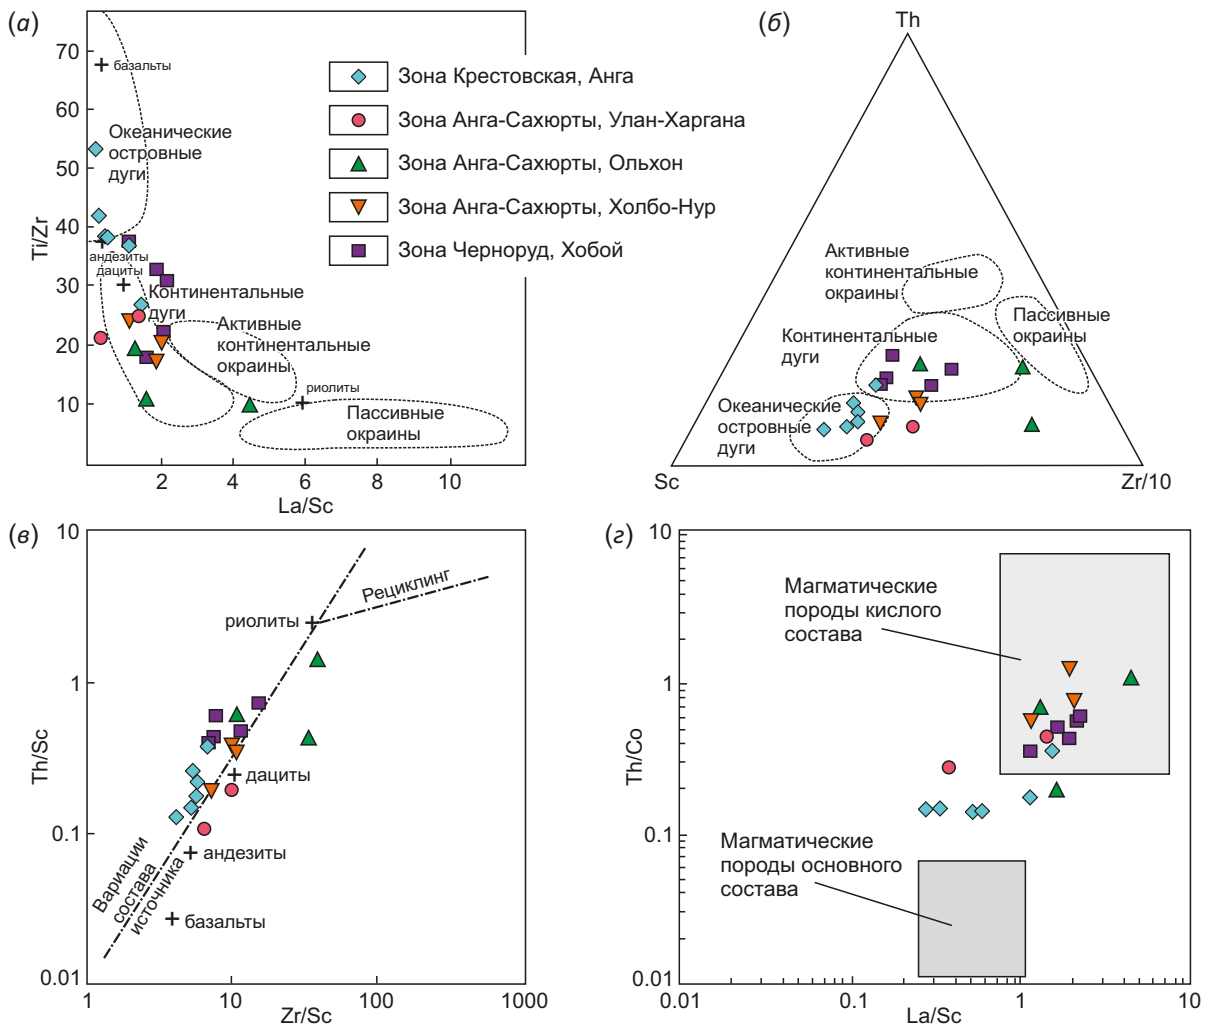 (а)
70
60
50
40
30
20
10
Ti/Zr
2
4
6
8
10
La/Sc
базальты
Океанические
островные
дуги
андезиты
дациты
Континентальные
дуги
Активные
континентальные
окраины
риолиты
Пассивные
окраины
Зона Крестовская, Анга
Зона Анга-Сахюрты, Улан-Харгана
Зона Анга-Сахюрты, Ольхон
Зона Анга-Сахюрты, Холбо-Нур
Зона Черноруд, Хобой
(б)
Th
Активные
континентальные
окраины
Пассивные
окраины
Континентальные
дуги
Океанические
островные
дуги
Sc
Zr/10
(в)
10
1
0.1
0.01
Th/Sc
1
10
100
1000
Zr/Sc
Рециклинг
риолиты
дациты
андезиты
базальты
Вариации
состава
источника
(г)
10
1
0.1
0.01
Th/Co
0.01
0.1
1
10
La/Sc
Магматические
породы кислого
состава
Магматические
породы основного
состава